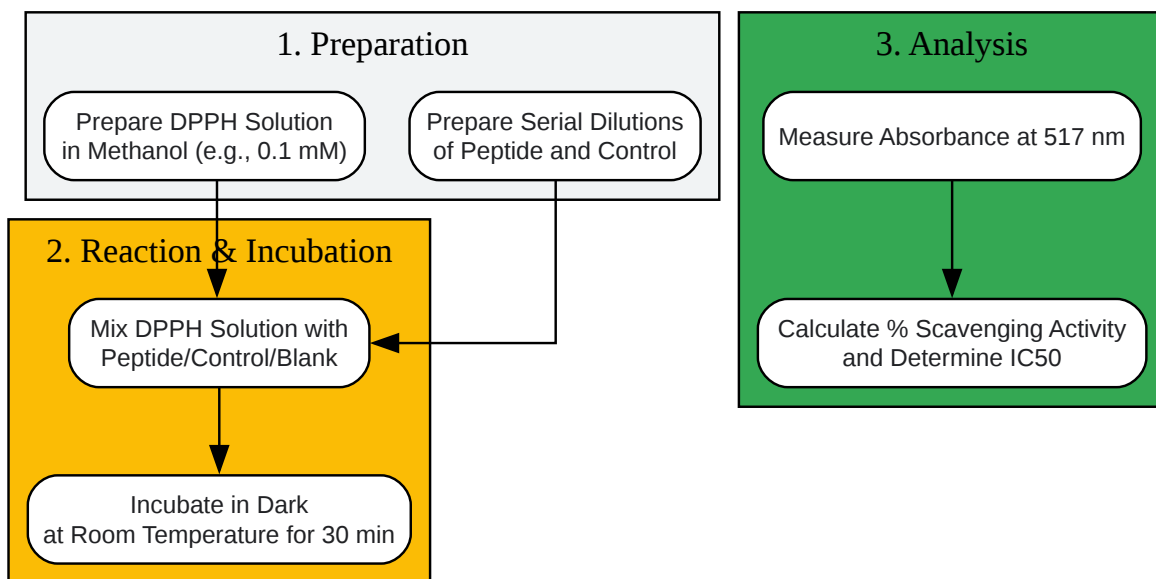 1. Preparation
Prepare DPPH Solution
in Methanol (e.g., 0.1 mM)
Prepare Serial Dilutions
of Peptide and Control
2. Reaction & Incubation
Mix DPPH Solution with
Peptide/Control/Blank
Incubate in Dark
at Room Temperature for 30 min
3. Analysis
Measure Absorbance at 517 nm
Calculate % Scavenging Activity
and Determine IC50